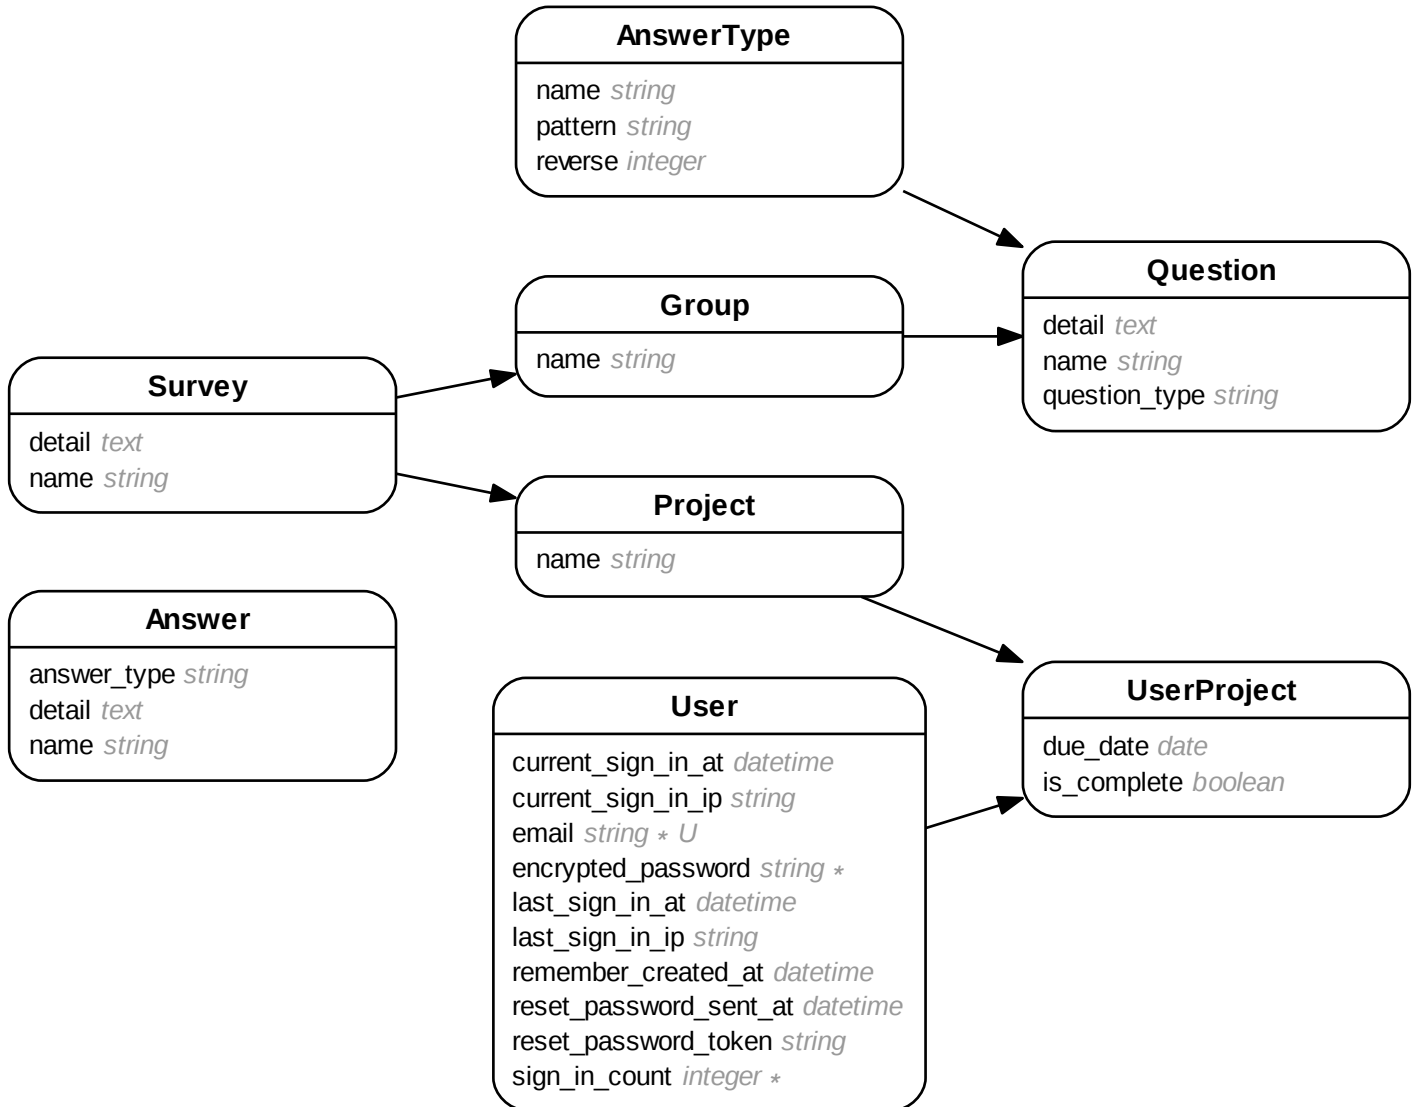 AnswerType
name string
pattern string
reverse integer
Group
name string
Question
detail text
name string
question_type string
Survey
detail text
name string
Project
name string
Answer
answer_type string
detail text
name string
User
current_sign_in_at datetime
current_sign_in_ip string
email string * U
encrypted_password string *
last_sign_in_at datetime
last_sign_in_ip string
remember_created_at datetime
reset_password_sent_at datetime
reset_password_token string
sign_in_count integer *
UserProject
due_date date
is_complete boolean